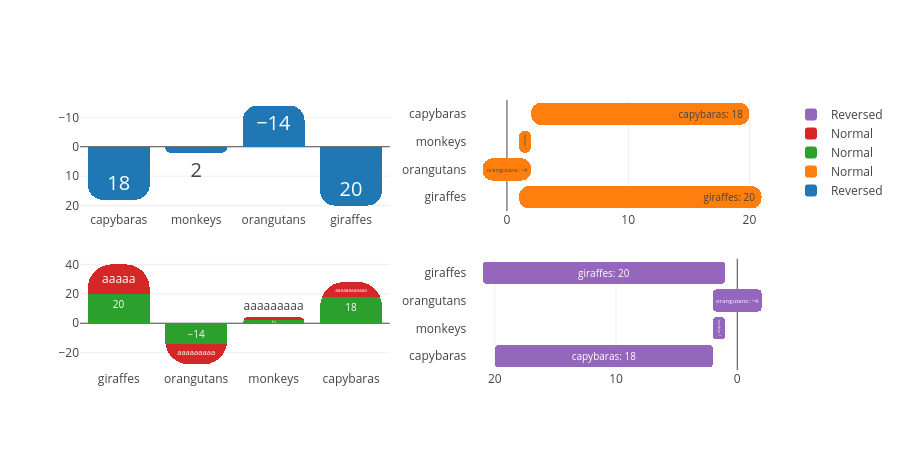 −10
0
10
20
18
2
−14
20
capybaras
monkeys
orangutans
giraffes
capybaras
monkeys
orangutans
giraffes
capybaras: 18
orangutans: −4
giraffes: 20
0
10
20
Reversed
Normal
Normal
Normal
Reversed
40
20
0
−20
aaaaa
20
−14
aaaaaaaaa
aaaaaaaaa
18
giraffes
orangutans
monkeys
capybaras
giraffes
orangutans
monkeys
capybaras
giraffes: 20
orangutans: −4
capybaras: 18
20
10
0